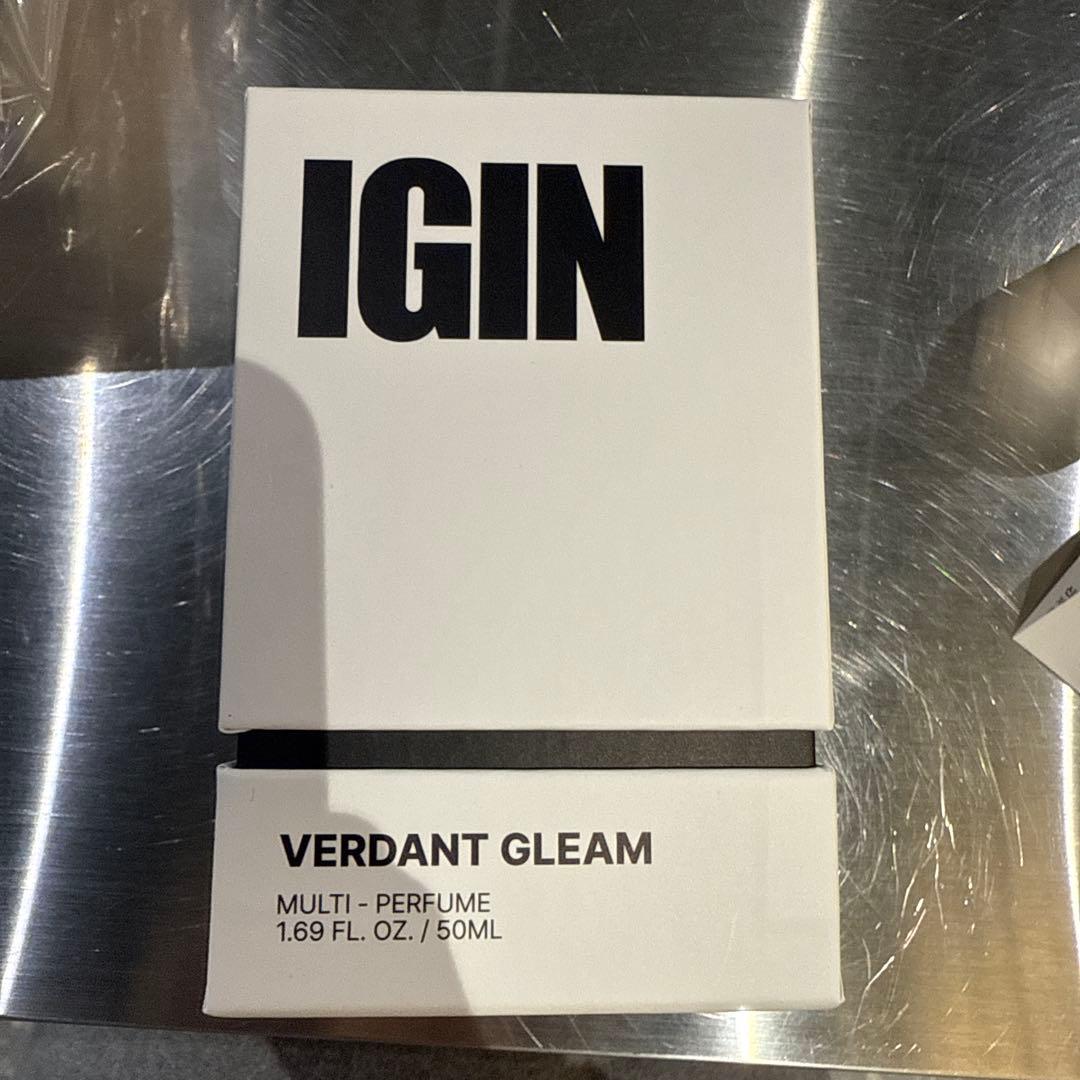 IGIN
VERDANT GLEAM
MULTI - PERFUME
1.69 FL. OZ. / 50ML